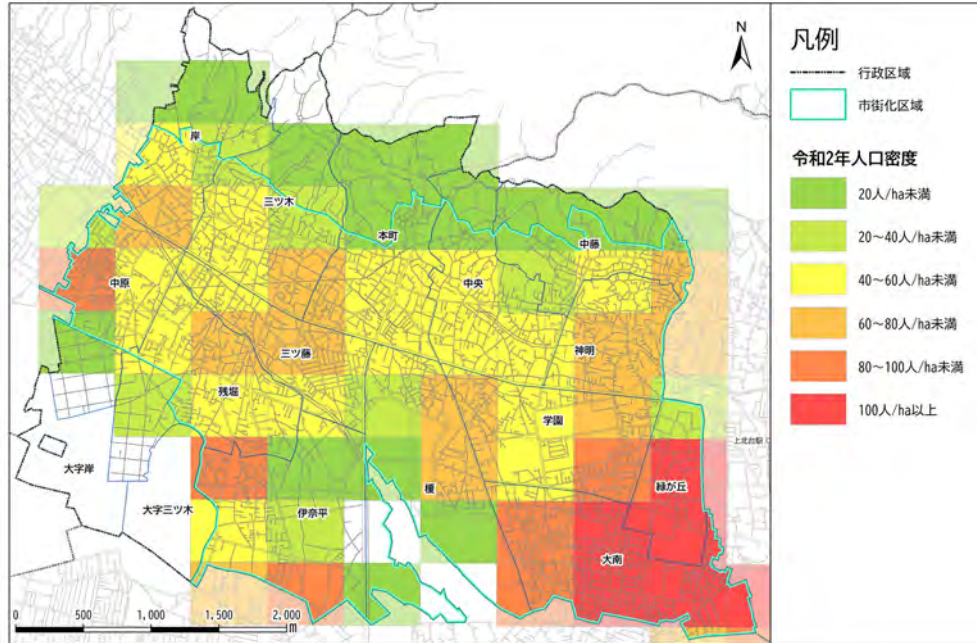 N
岸
三ツ木
本町
中藤
中原
中央
三ツ藤
神明
残堀
学園
上北台駅
大字岸
榎
緑が丘
大字三ツ木
伊奈平
大南
0 500 1,000 1,500 2,000
m
凡例
行政区域
市街化区域
令和2年人口密度
20人/ha未満
20~40人/ha未満
40~60人/ha未満
60~80人/ha未満
80~100人/ha未満
100人/ha以上